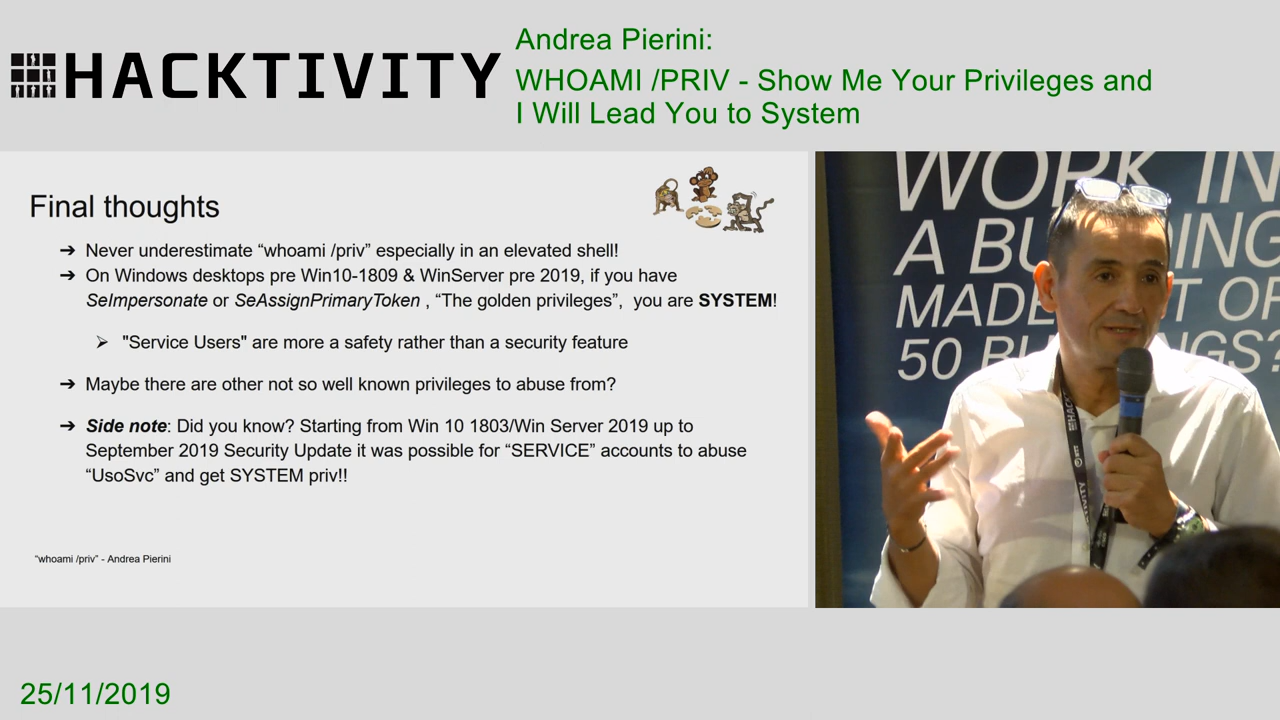 HACKTIVITY
Andrea Pierini:
WHOAMI /PRIV - Show Me Your Privileges and
I Will Lead You to System
Final thoughts
➔ Never underestimate “whoami /priv” especially in an elevated shell!
➔ On Windows desktops pre Win10-1809 & WinServer pre 2019, if you have
SeImpersonate or SeAssignPrimaryToken , “The golden privileges”, you are SYSTEM!
➢ "Service Users" are more a safety rather than a security feature
➔ Maybe there are other not so well known privileges to abuse from?
➔ Side note: Did you know? Starting from Win 10 1803/Win Server 2019 up to
September 2019 Security Update it was possible for “SERVICE” accounts to abuse
“UsoSvc” and get SYSTEM priv!!
“whoami /priv” - Andrea Pierini
WORK IN
A
MADE OF
50
25/11/2019